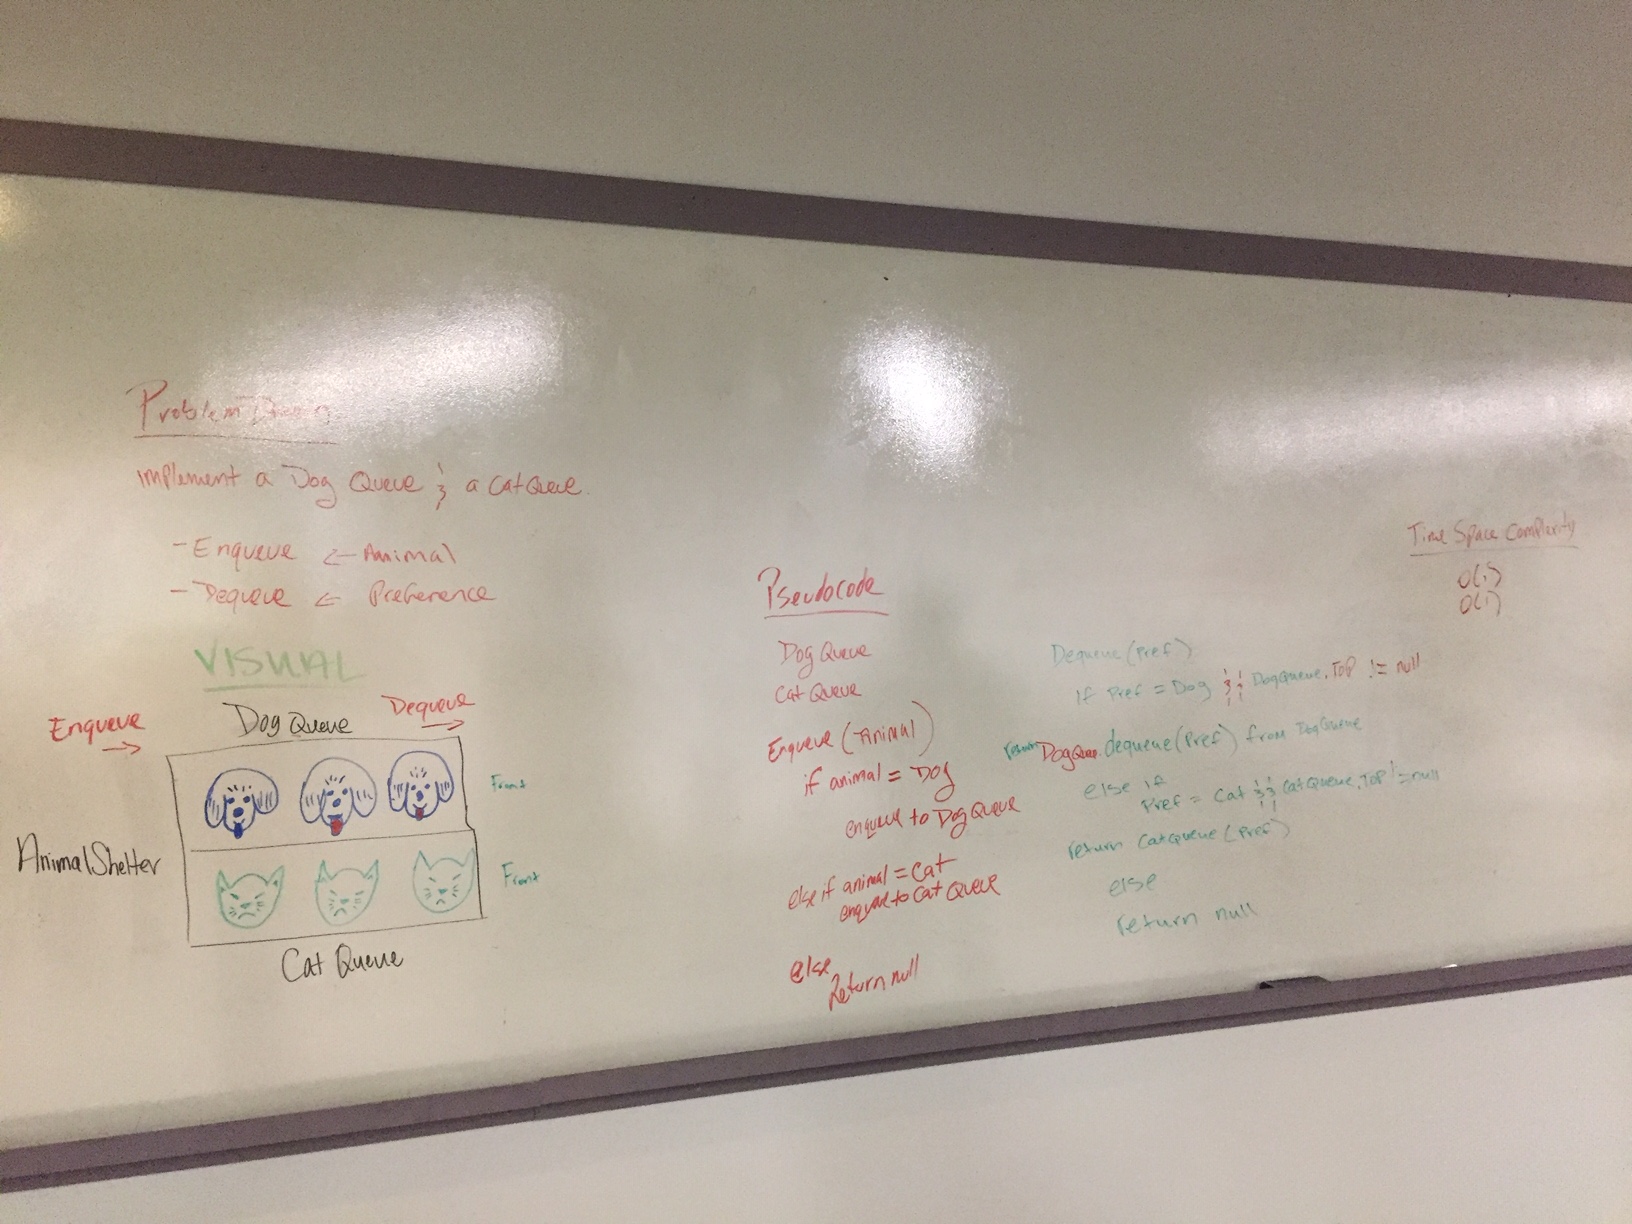 Problem Domain
implement a Dog Queue & a Cat Queue.
- Enqueue <- Animal
- Dequeue <- Preference
VISUAL
Enqueue →
Dog Queue
Dequeue →
Front
AnimalShelter
Front
Cat Queue
Pseudocode
Dog Queue
Cat Queue
Enqueue (Animal)
if animal = Dog
enqueue to Dog Queue
else if animal = Cat
enqueue to Cat Queue
else
Return null
Dequeue (Pref)
if Pref = Dog && DogQueue.Top != null
return DogQueue.dequeue(Pref) from DogQueue
else if
Pref = Cat && CatQueue.Top != null
return CatQueue (Pref)
else
return null
Time Space Complexity
O(1)
O(1)